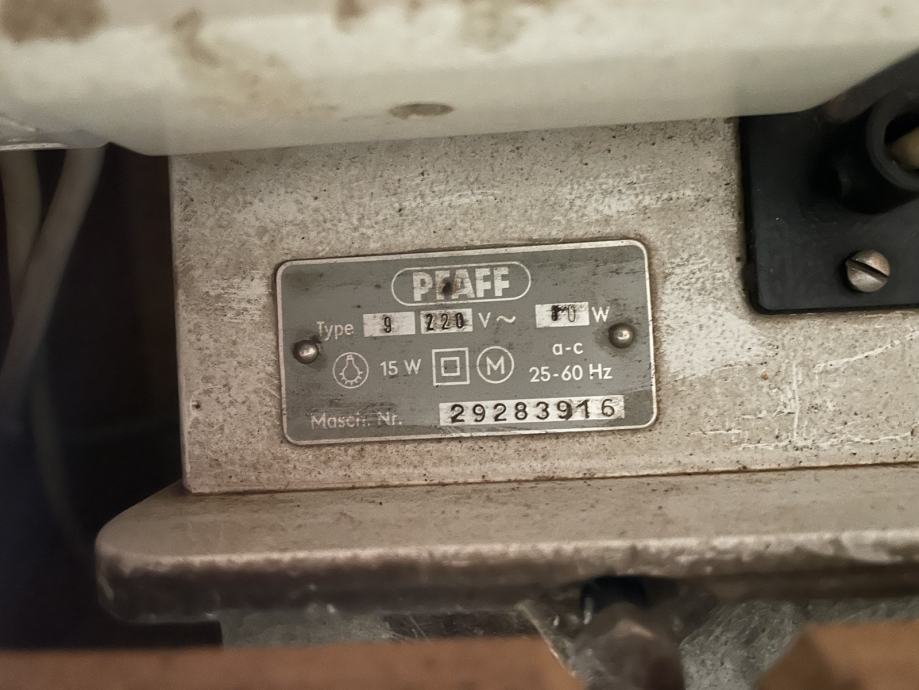 PFAFF
Type 9 220 V~ W
15 W M a-c
25-60 Hz
Masch. Nr. 29283916